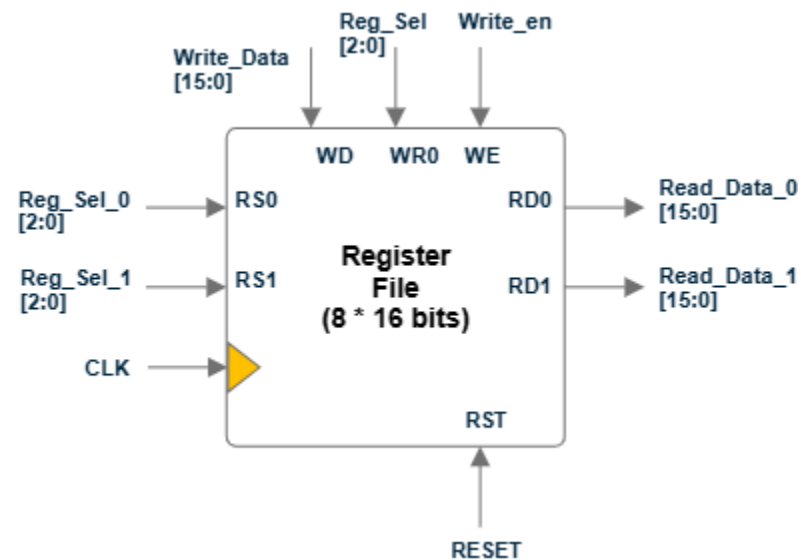 Reg_Sel
[2:0]
Write_en
Write_Data
[15:0]
WD
WR0
WE
Reg_Sel_0
[2:0]
RS0
RD0
Read_Data_0
[15:0]
Reg_Sel_1
[2:0]
RS1
Register
File
(8 * 16 bits)
RD1
Read_Data_1
[15:0]
CLK
RST
RESET